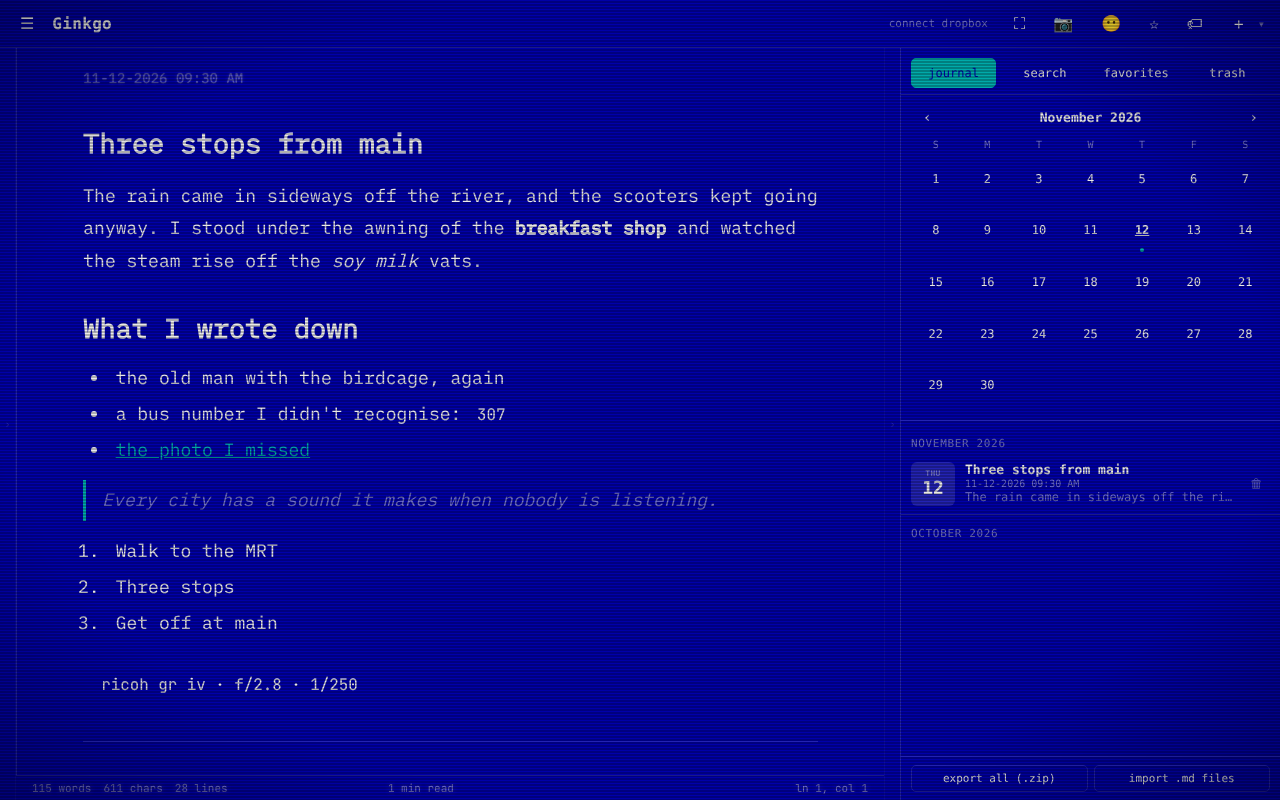 ☰ Ginkgo
connect dropbox
+
11-12-2026 09:30 AM
Three stops from main
The rain came in sideways off the river, and the scooters kept going
anyway. I stood under the awning of the breakfast shop and watched
the steam rise off the soy milk vats.
What I wrote down
• the old man with the birdcage, again
• a bus number I didn't recognise: 307
• the photo I missed
Every city has a sound it makes when nobody is listening.
1. Walk to the MRT
2. Three stops
3. Get off at main
ricoh gr iv · f/2.8 · 1/250
115 words 611 chars 28 lines
1 min read
ln 1, col 1
journal search favorites trash
‹ November 2026 ›
S M T W T F S
1 2 3 4 5 6 7
8 9 10 11 12 13 14
15 16 17 18 19 20 21
22 23 24 25 26 27 28
29 30
NOVEMBER 2026
THU
12
Three stops from main
11-12-2026 09:30 AM
The rain came in sideways off the ri…
OCTOBER 2026
export all (.zip)
import .md files